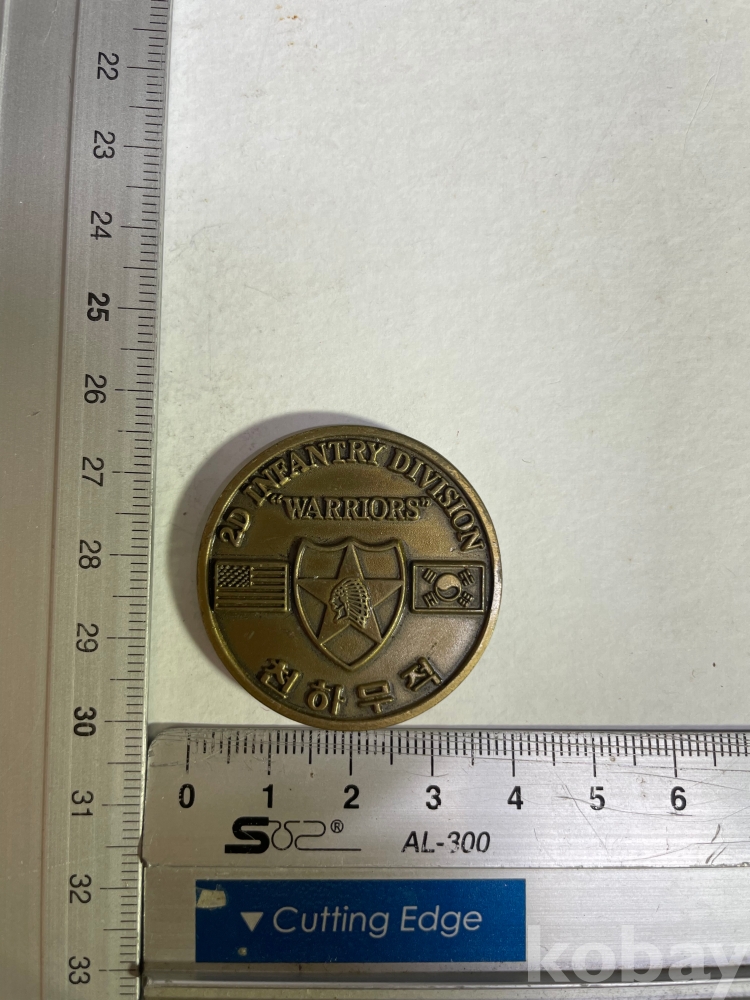 22
23
24
25
26
27
28
29
30
31
32
33
2D INFANTRY DIVISION
"WARRIORS"
천하무적
0 1 2 3 4 5 6
SDI®
AL-300
▼ Cutting Edge
kobay